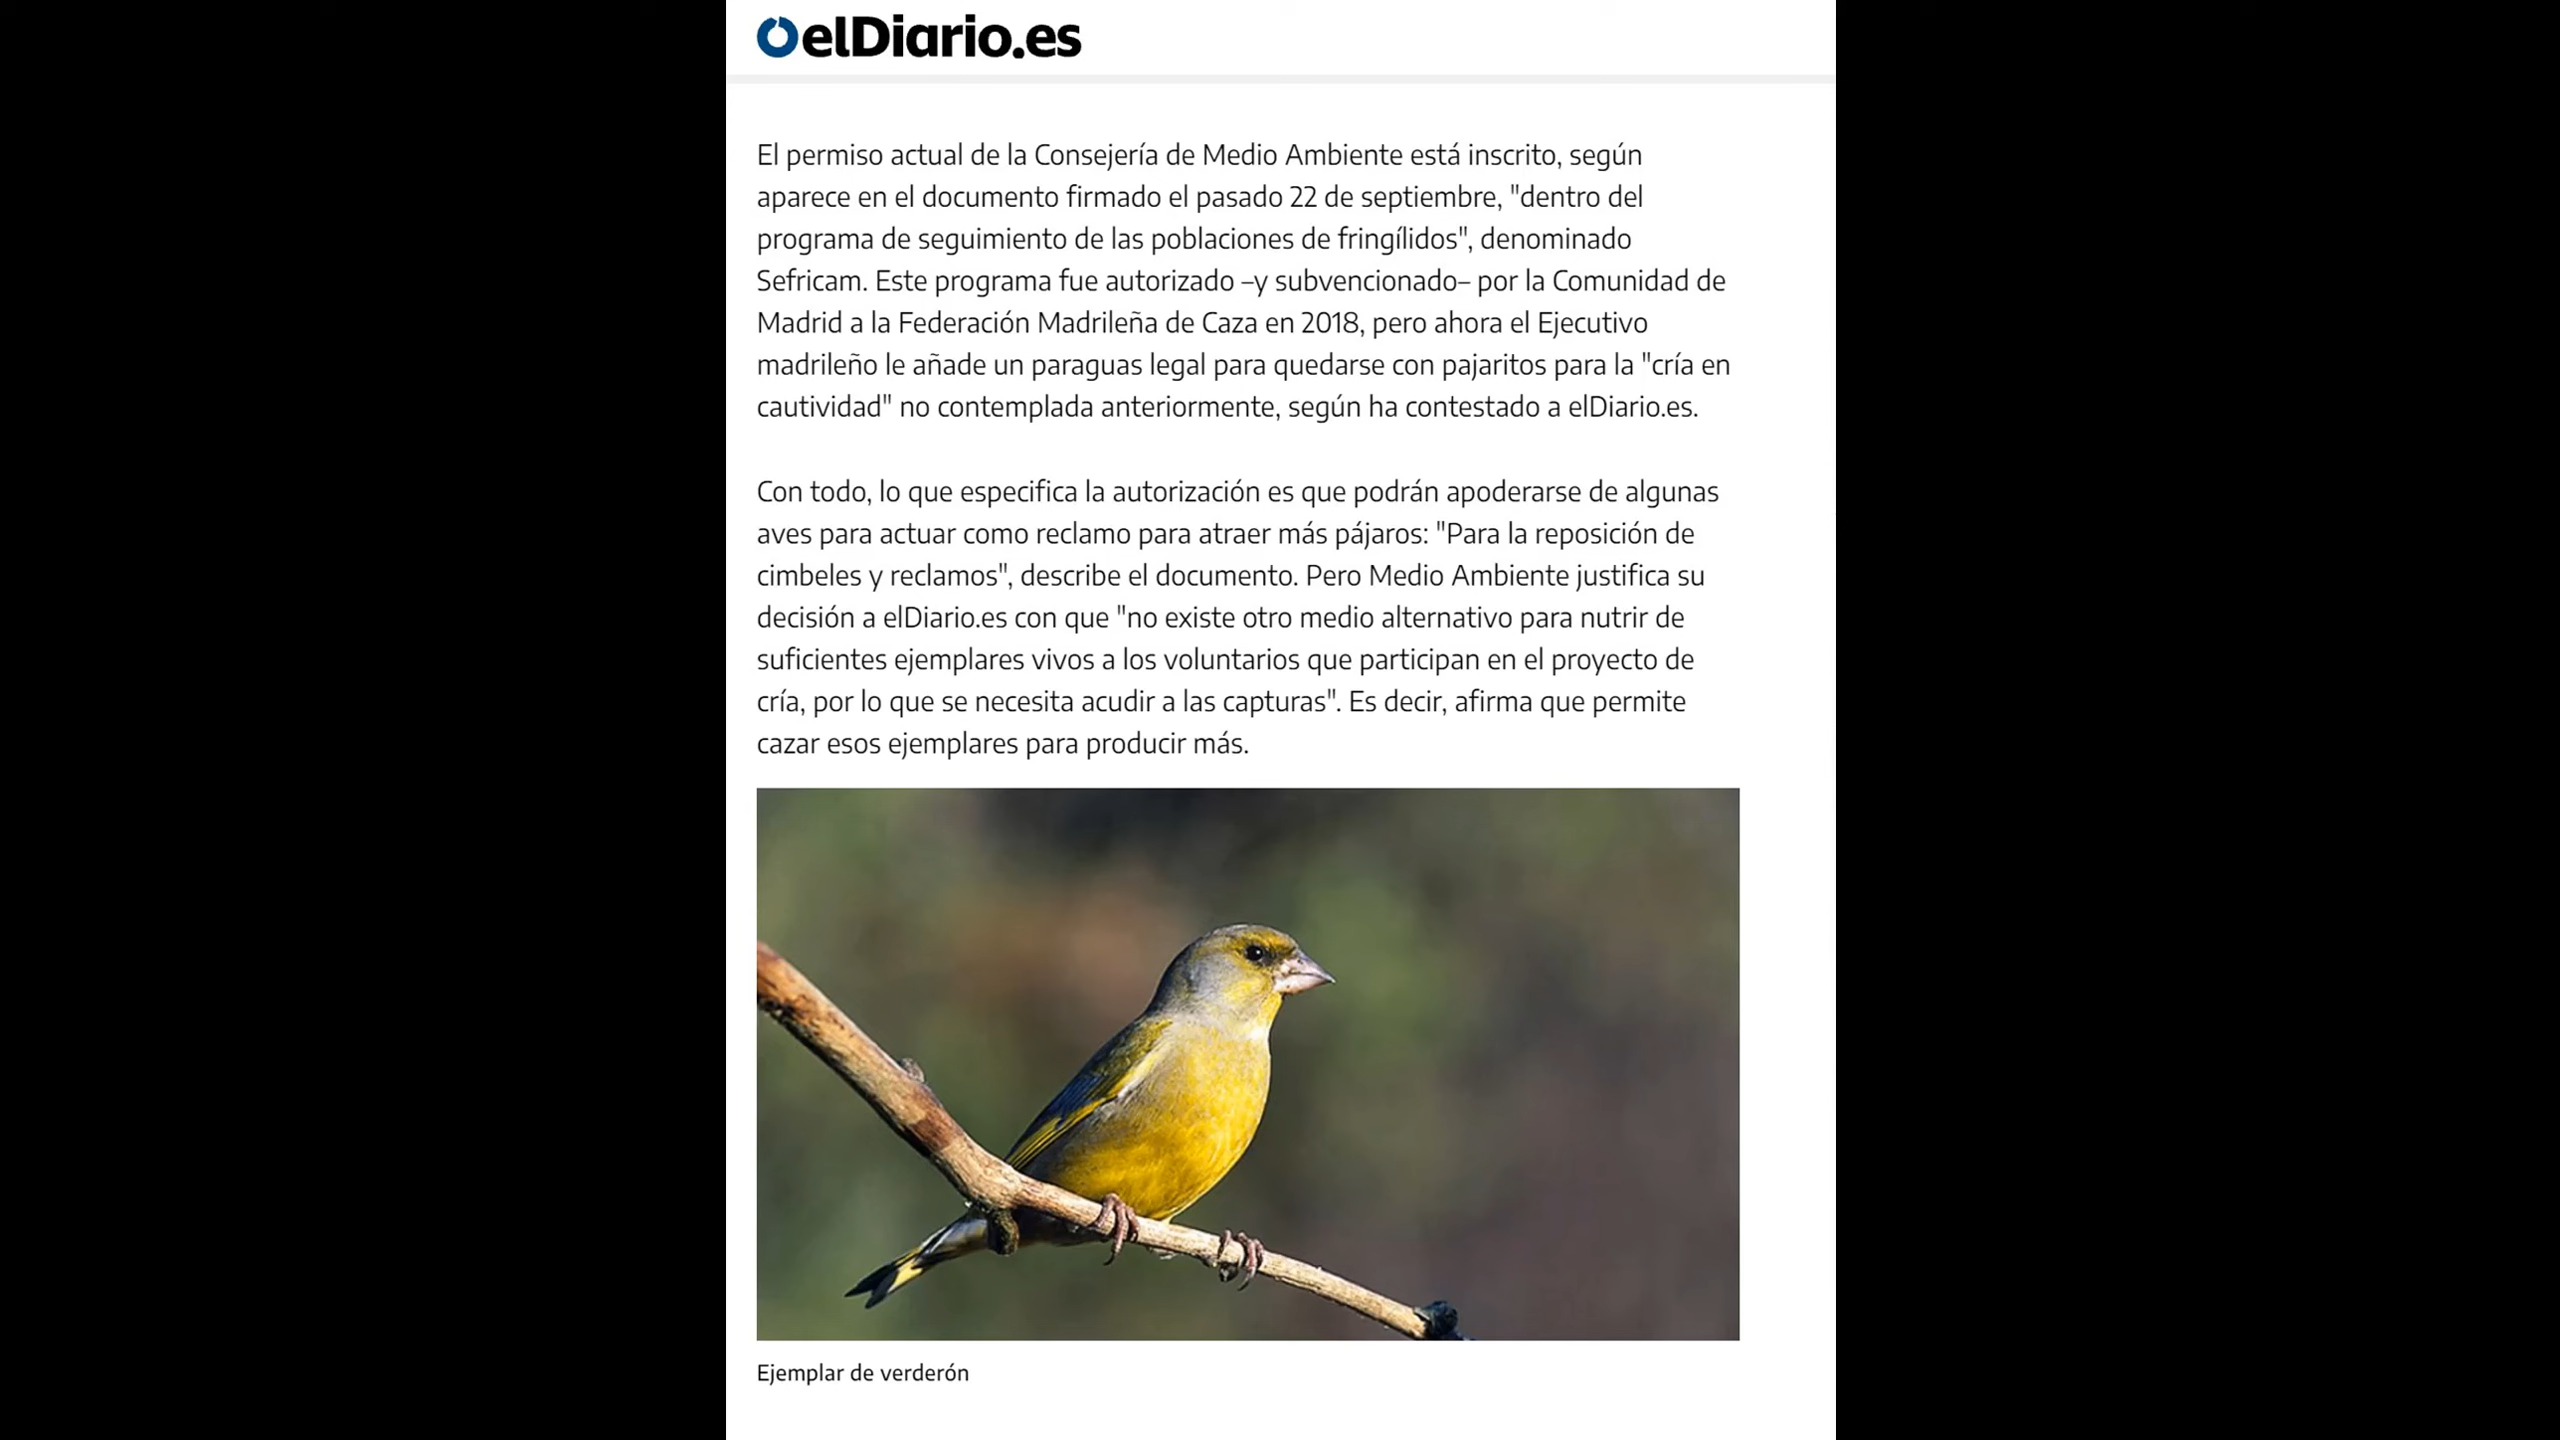 elDiario.es
El permiso actual de la Consejería de Medio Ambiente está inscrito, según
aparece en el documento firmado el pasado 22 de septiembre, "dentro del
programa de seguimiento de las poblaciones de fringílidos", denominado
Sefricam. Este programa fue autorizado –y subvencionado– por la Comunidad de
Madrid a la Federación Madrileña de Caza en 2018, pero ahora el Ejecutivo
madrileño le añade un paraguas legal para quedarse con pajaritos para la "cría en
cautividad" no contemplada anteriormente, según ha contestado a elDiario.es.
Con todo, lo que especifica la autorización es que podrán apoderarse de algunas
aves para actuar como reclamo para atraer más pájaros: "Para la reposición de
cimbeles y reclamos", describe el documento. Pero Medio Ambiente justifica su
decisión a elDiario.es con que "no existe otro medio alternativo para nutrir de
suficientes ejemplares vivos a los voluntarios que participan en el proyecto de
cría, por lo que se necesita acudir a las capturas". Es decir, afirma que permite
cazar esos ejemplares para producir más.
Ejemplar de verderón